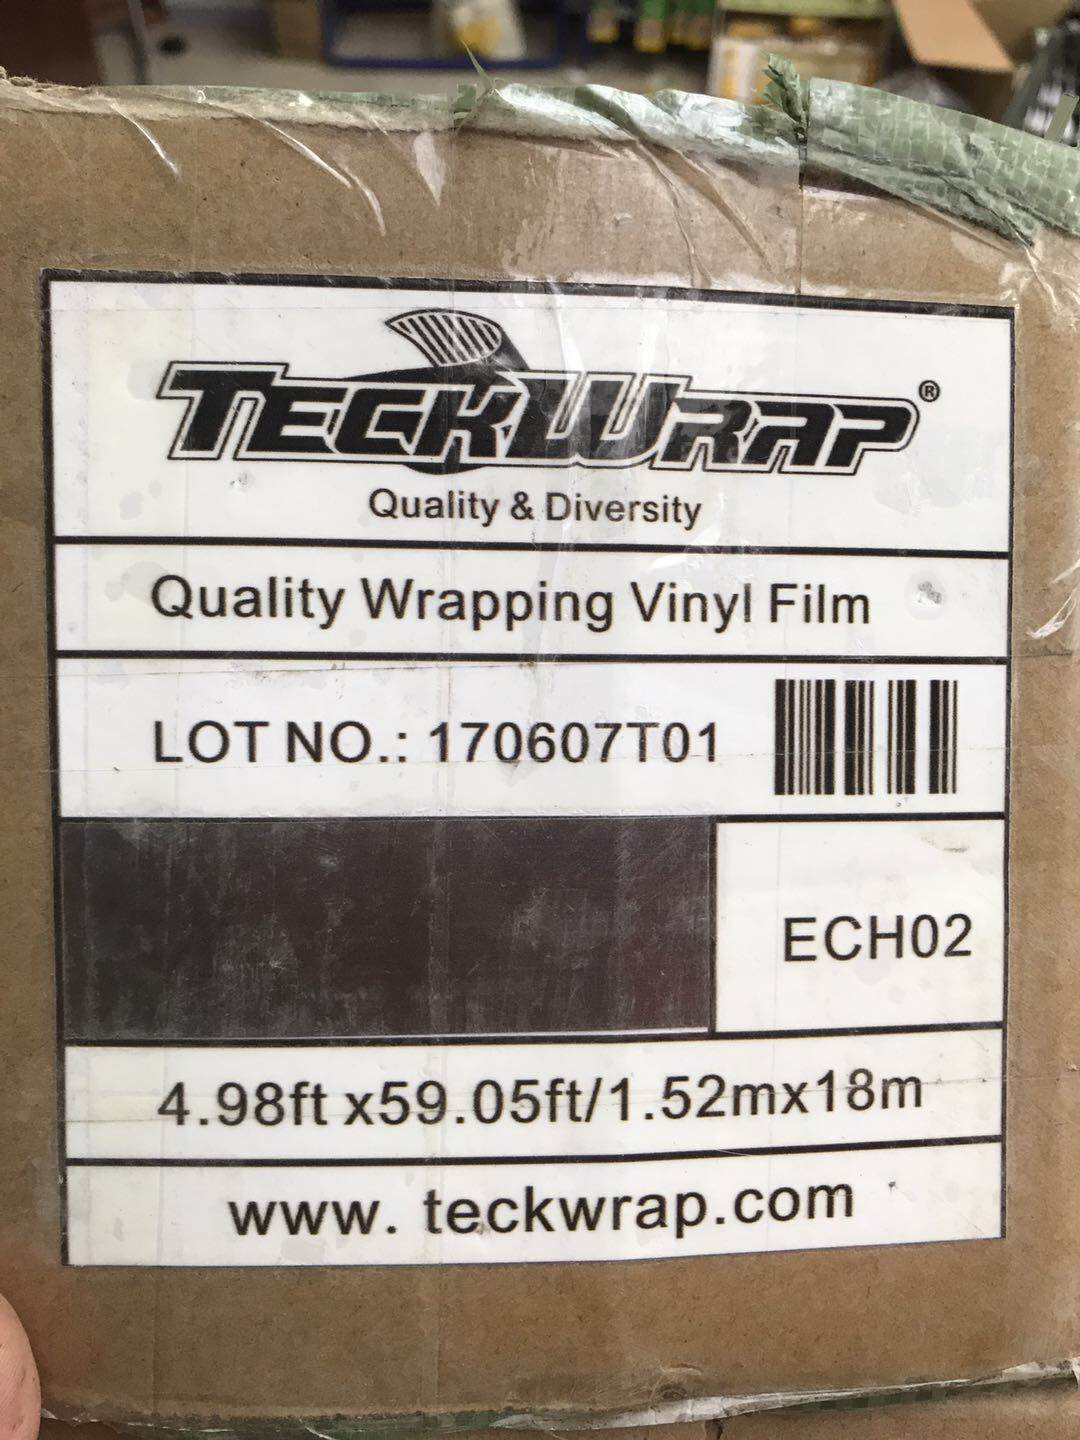 TECKWRAP®
Quality & Diversity
Quality Wrapping Vinyl Film
LOT NO.: 170607T01
ECH02
4.98ft x59.05ft/1.52mx18m
www. teckwrap.com